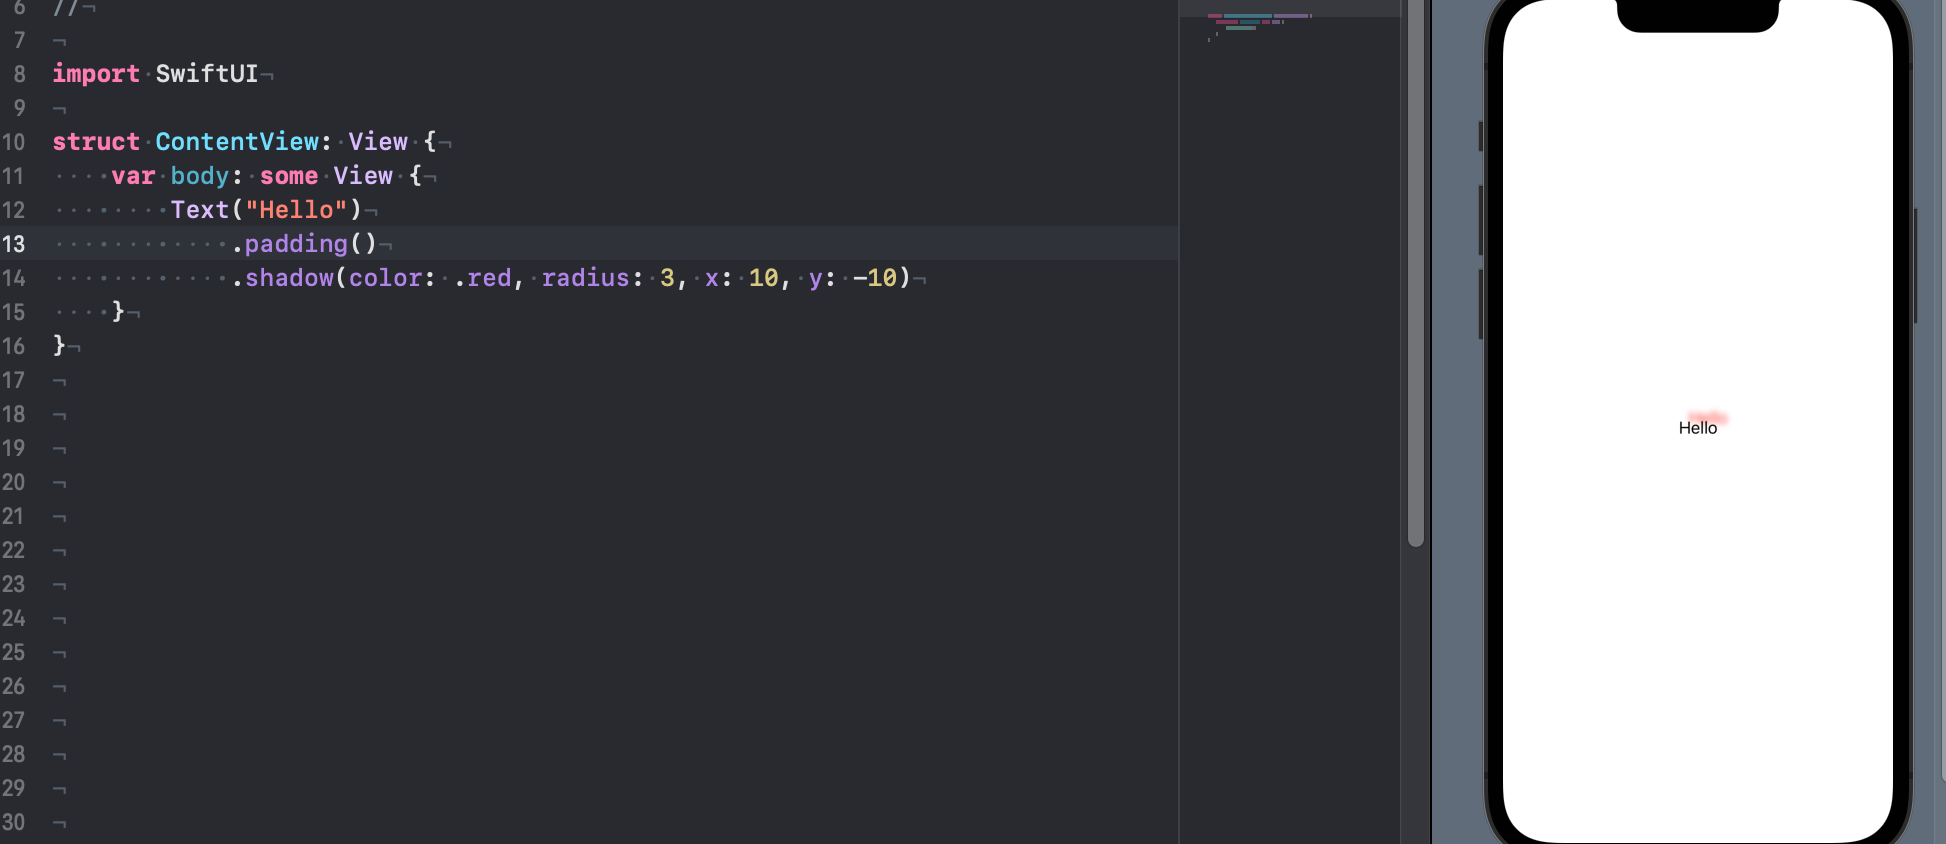 6 //
7
8 import SwiftUI
9
10 struct ContentView: View {
11 var body: some View {
12 Text("Hello")
13 .padding()
14 .shadow(color: .red, radius: 3, x: 10, y: -10)
15 }
16 }
17
18
19
20
21
22
23
24
25
26
27
28
29
30
Hello
Hello